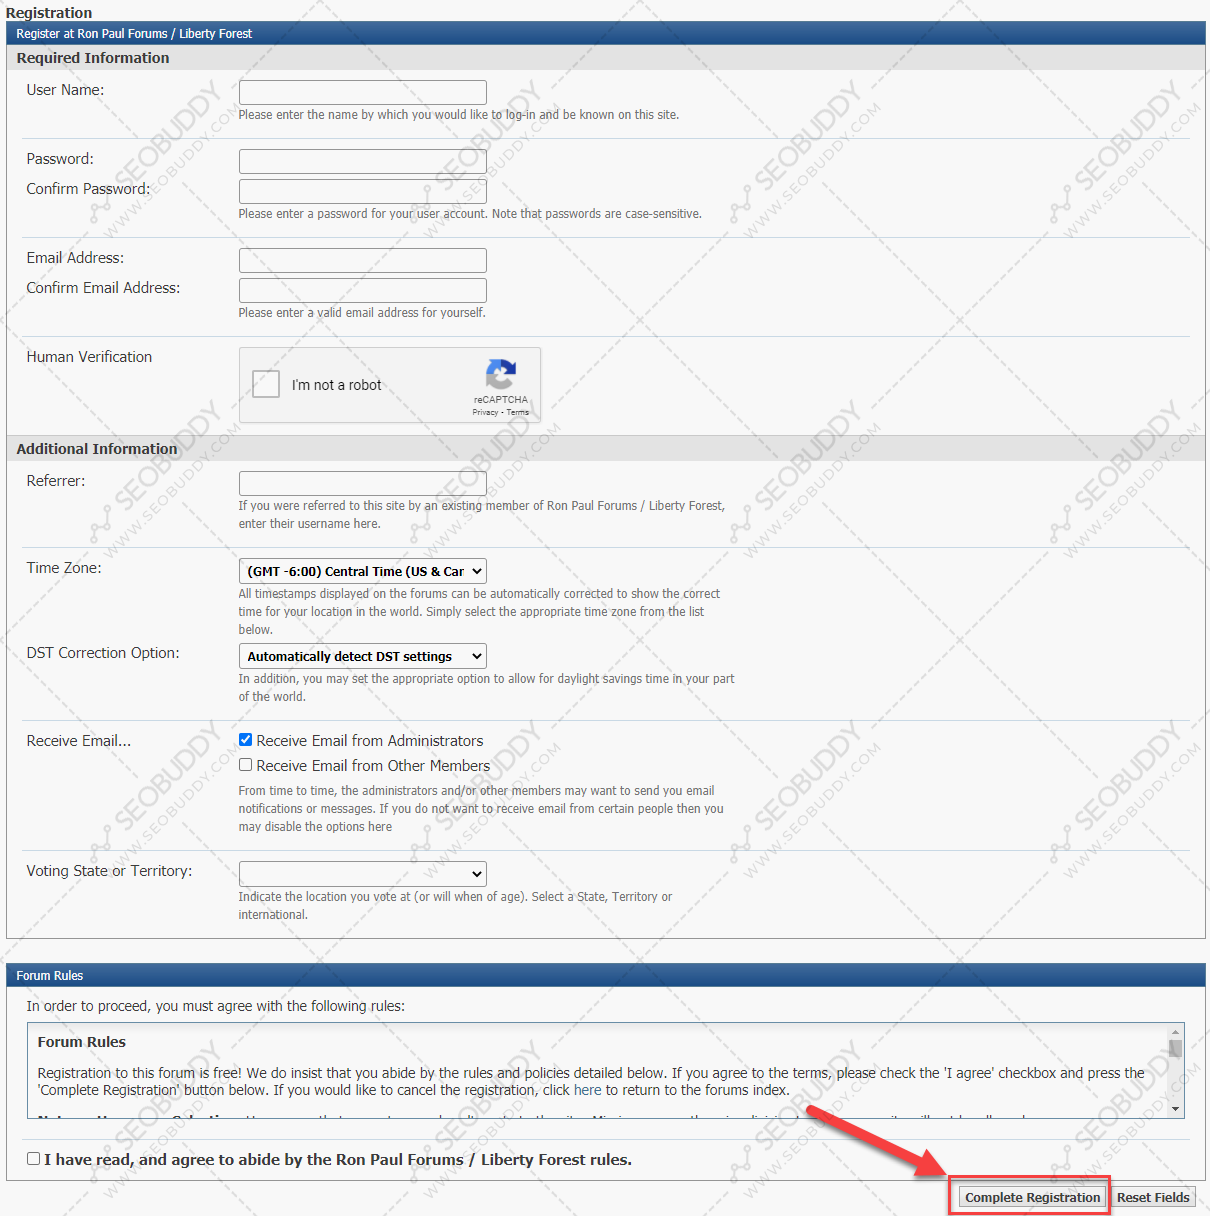 Registration
Register at Ron Paul Forums / Liberty Forest
Required Information
User Name:
Please enter the name by which you would like to log-in and be known on this site.
Password:
Confirm Password:
Please enter a password for your user account. Note that passwords are case-sensitive.
Email Address:
Confirm Email Address:
Please enter a valid email address for yourself.
Human Verification
I'm not a robot
reCAPTCHA
Privacy - Terms
Additional Information
Referrer:
If you were referred to this site by an existing member of Ron Paul Forums / Liberty Forest,
enter their username here.
Time Zone:
(GMT -6:00) Central Time (US & Car
All timestamps displayed on the forums can be automatically corrected to show the correct
time for your location in the world. Simply select the appropriate time zone from the list
below.
DST Correction Option:
Automatically detect DST settings
In addition, you may set the appropriate option to allow for daylight savings time in your part
of the world.
Receive Email...
Receive Email from Administrators
Receive Email from Other Members
From time to time, the administrators and/or other members may want to send you email
notifications or messages. If you do not want to receive email from certain people then you
may disable the options here
Voting State or Territory:
Indicate the location you vote at (or will when of age). Select a State, Territory or
international.
Forum Rules
In order to proceed, you must agree with the following rules:
Forum Rules
Registration to this forum is free! We do insist that you abide by the rules and policies detailed below. If you agree to the terms, please check the 'I agree' checkbox and press the
'Complete Registration' button below. If you would like to cancel the registration, click here to return to the forums index.
I have read, and agree to abide by the Ron Paul Forums / Liberty Forest rules.
Complete Registration
Reset Fields
SEOBUDDY
WWW.SEOBUDDY.COM